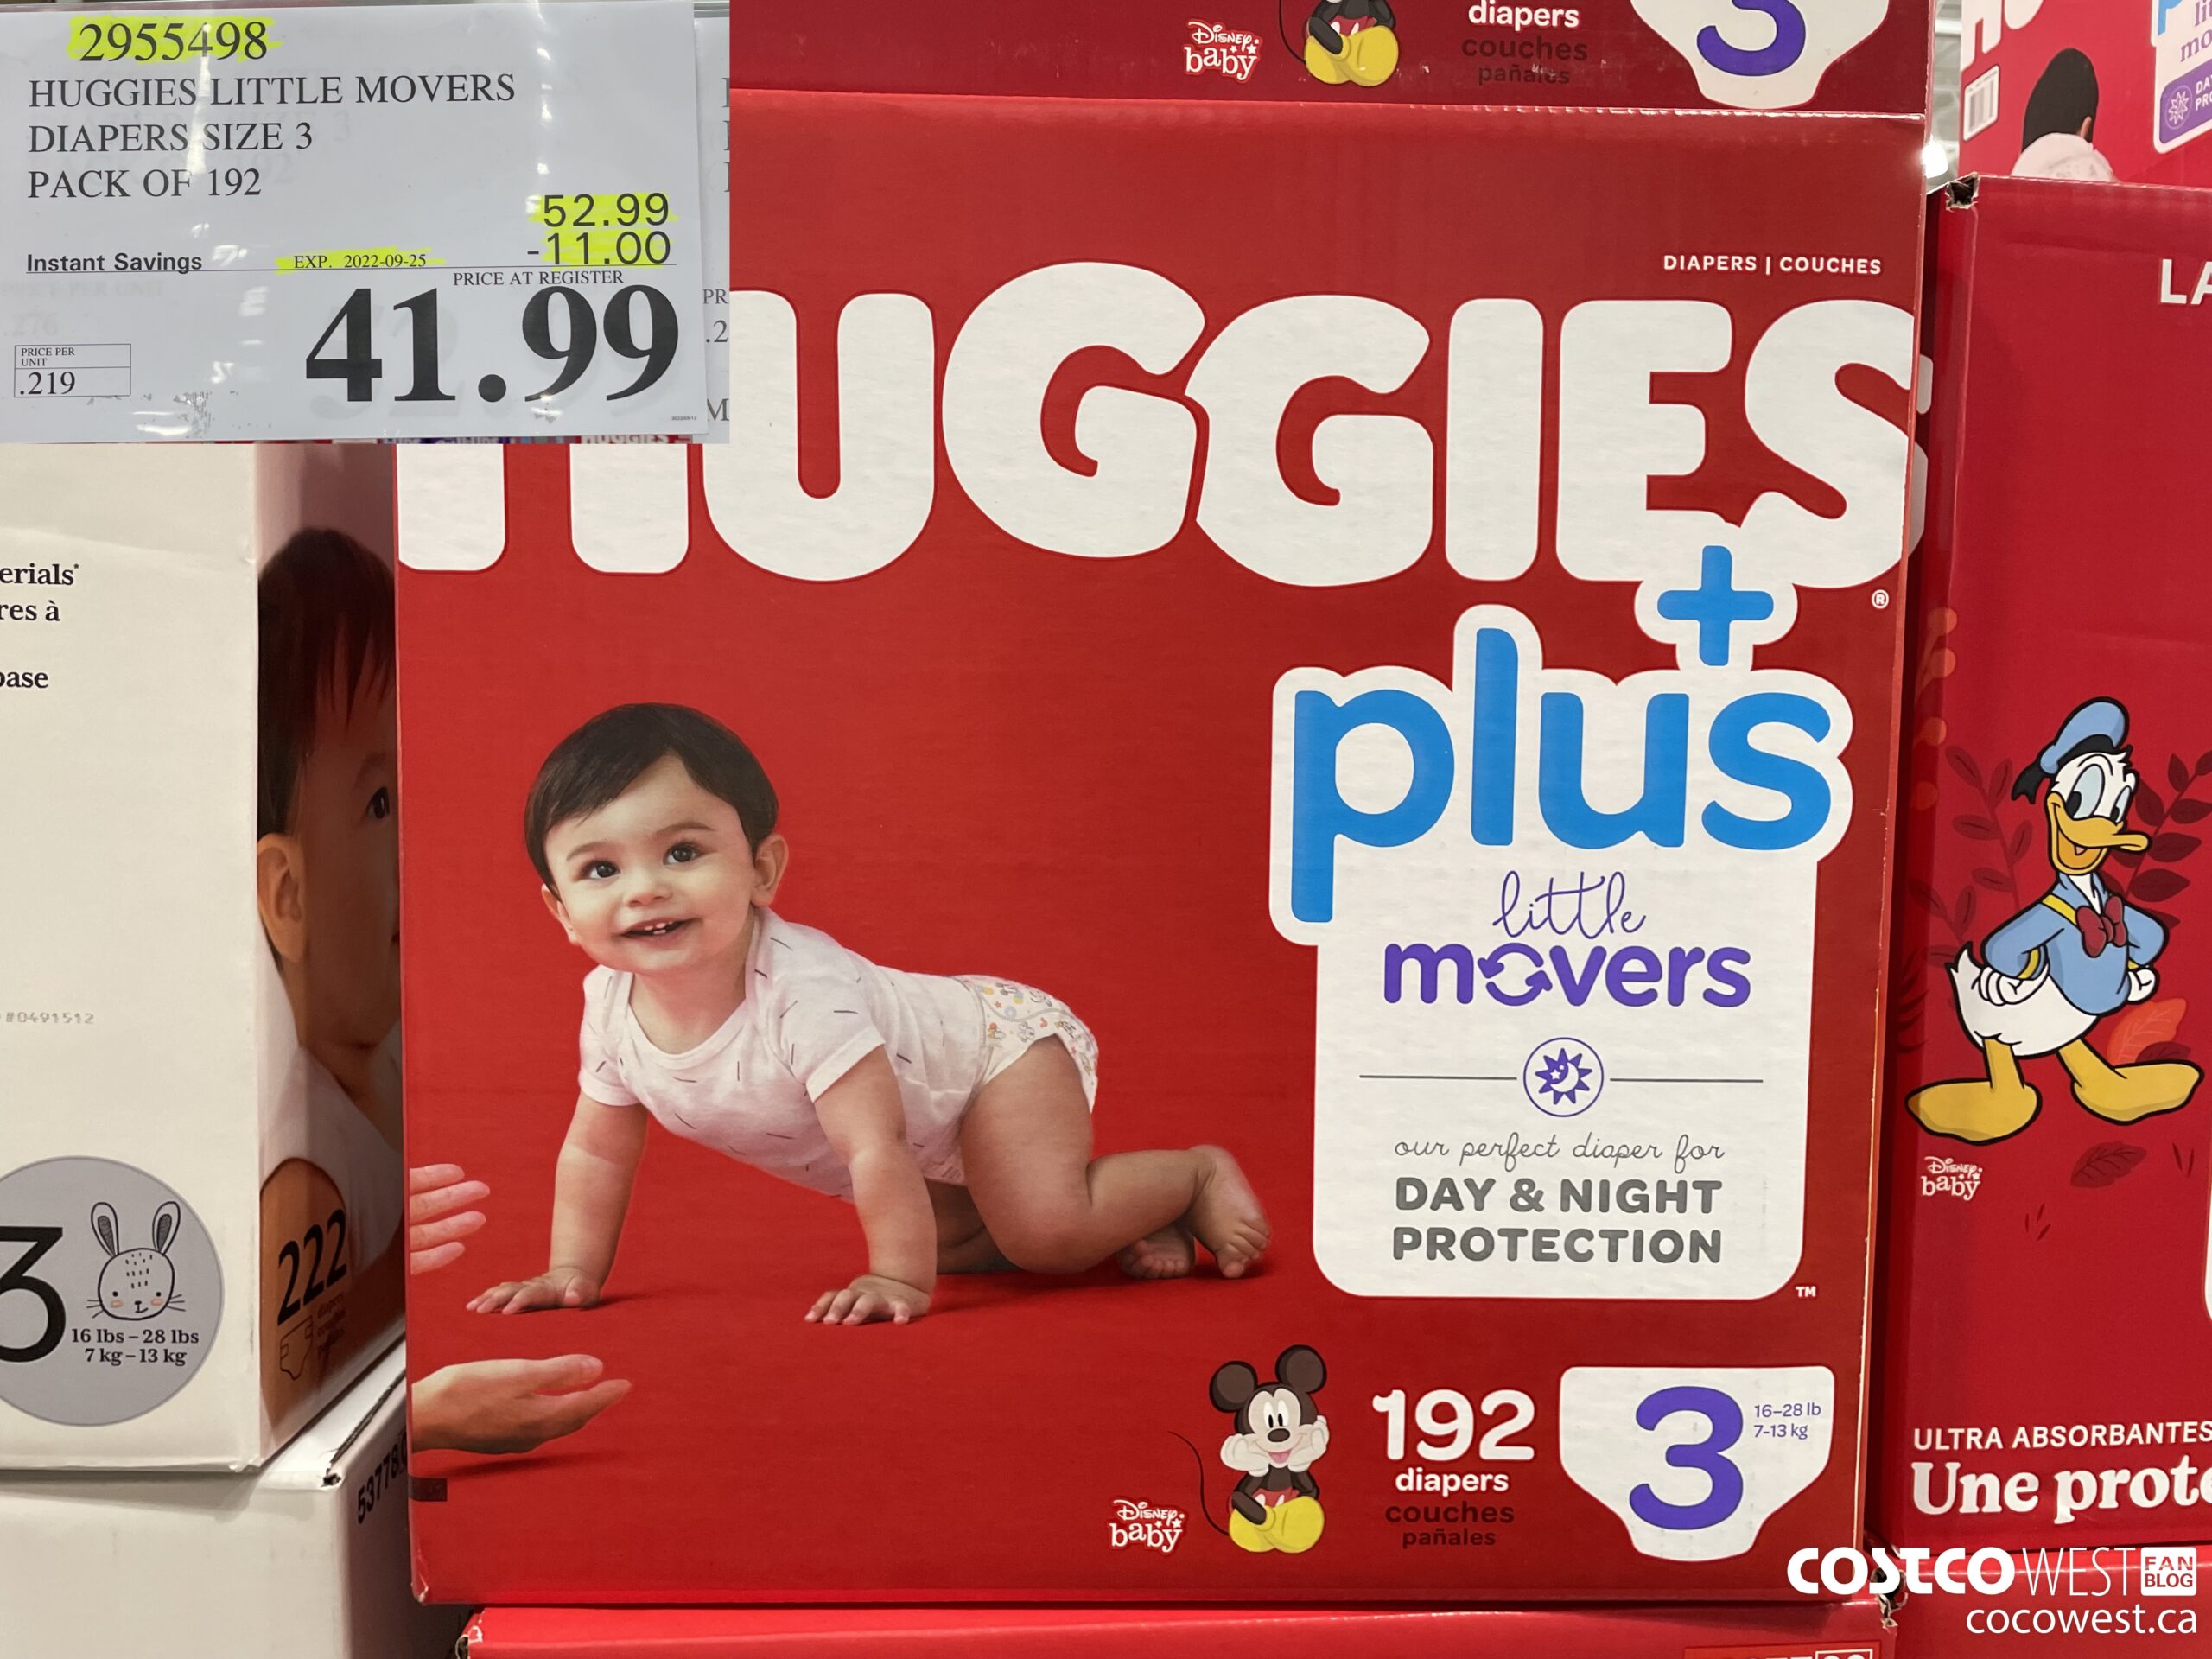 2955498
HUGGIES LITTLE MOVERS
DIAPERS SIZE 3
PACK OF 192
52.99
-11.00
Instant Savings
EXP. 2022-09-25
PRICE AT REGISTER
41.99
PRICE PER
UNIT
.219
Disney
baby
diapers
couches
pañales
3
DIAPERS | COUCHES
HUGGIES
®
+
plus
little
movers
our perfect diaper for
DAY & NIGHT
PROTECTION
TM
Disney
baby
192
diapers
couches
pañales
3
16-28 lb
7-13 kg
erials*
res à
base
#0491512
3
16 lbs – 28 lbs
7 kg – 13 kg
222
LA
Disney
baby
ULTRA ABSORBANTES
Une prote
COSTCO WEST FAN
BLOG
cocowest.ca